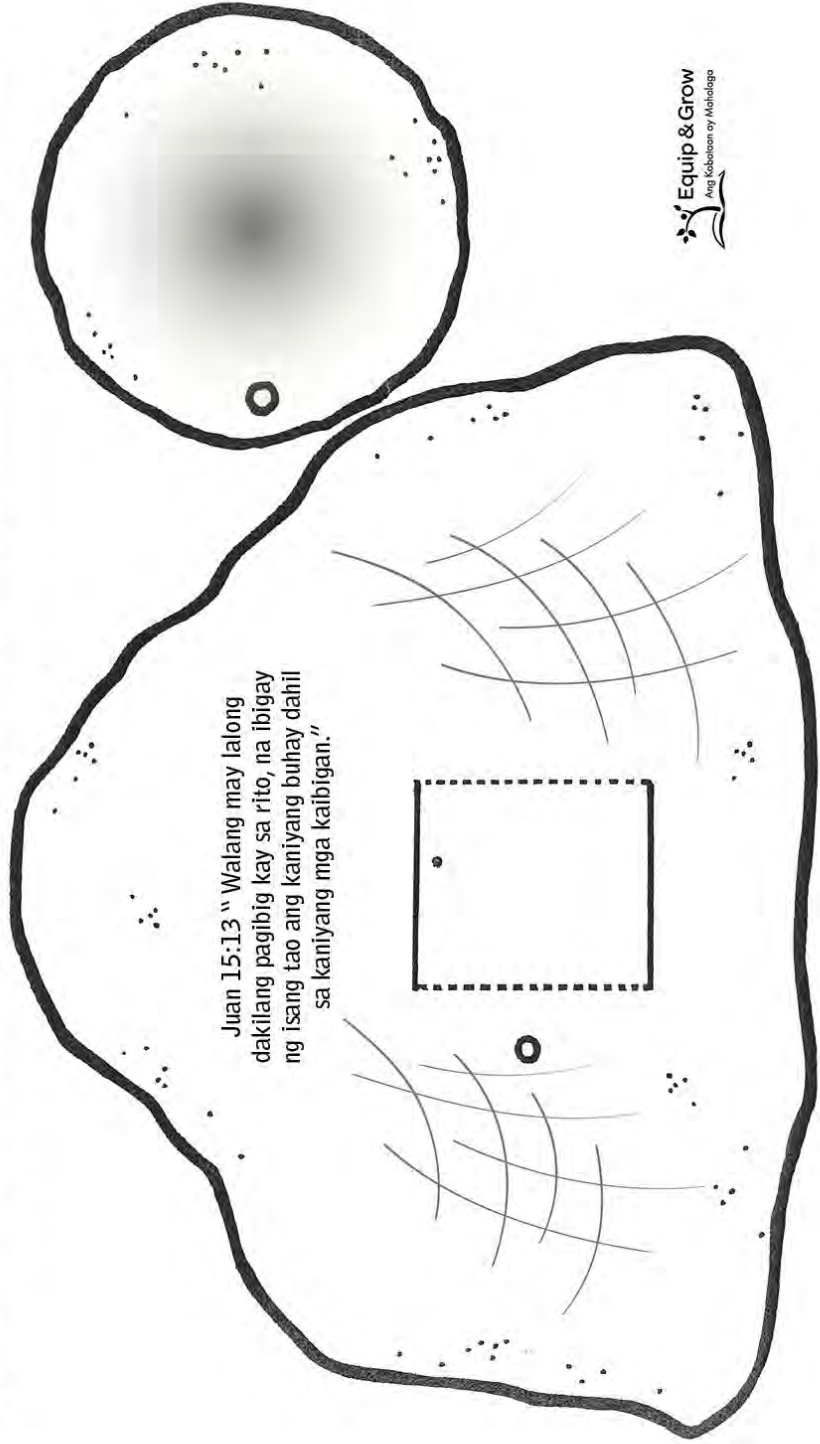 Juan 15:13 “ Walang may lalong
dakilang pagibig kay sa rito, na ibigay
ng isang tao ang kaniyang buhay dahil
sa kaniyang mga kaibigan.”
Equip & Grow
Ang Kabataan ay Mahalaga